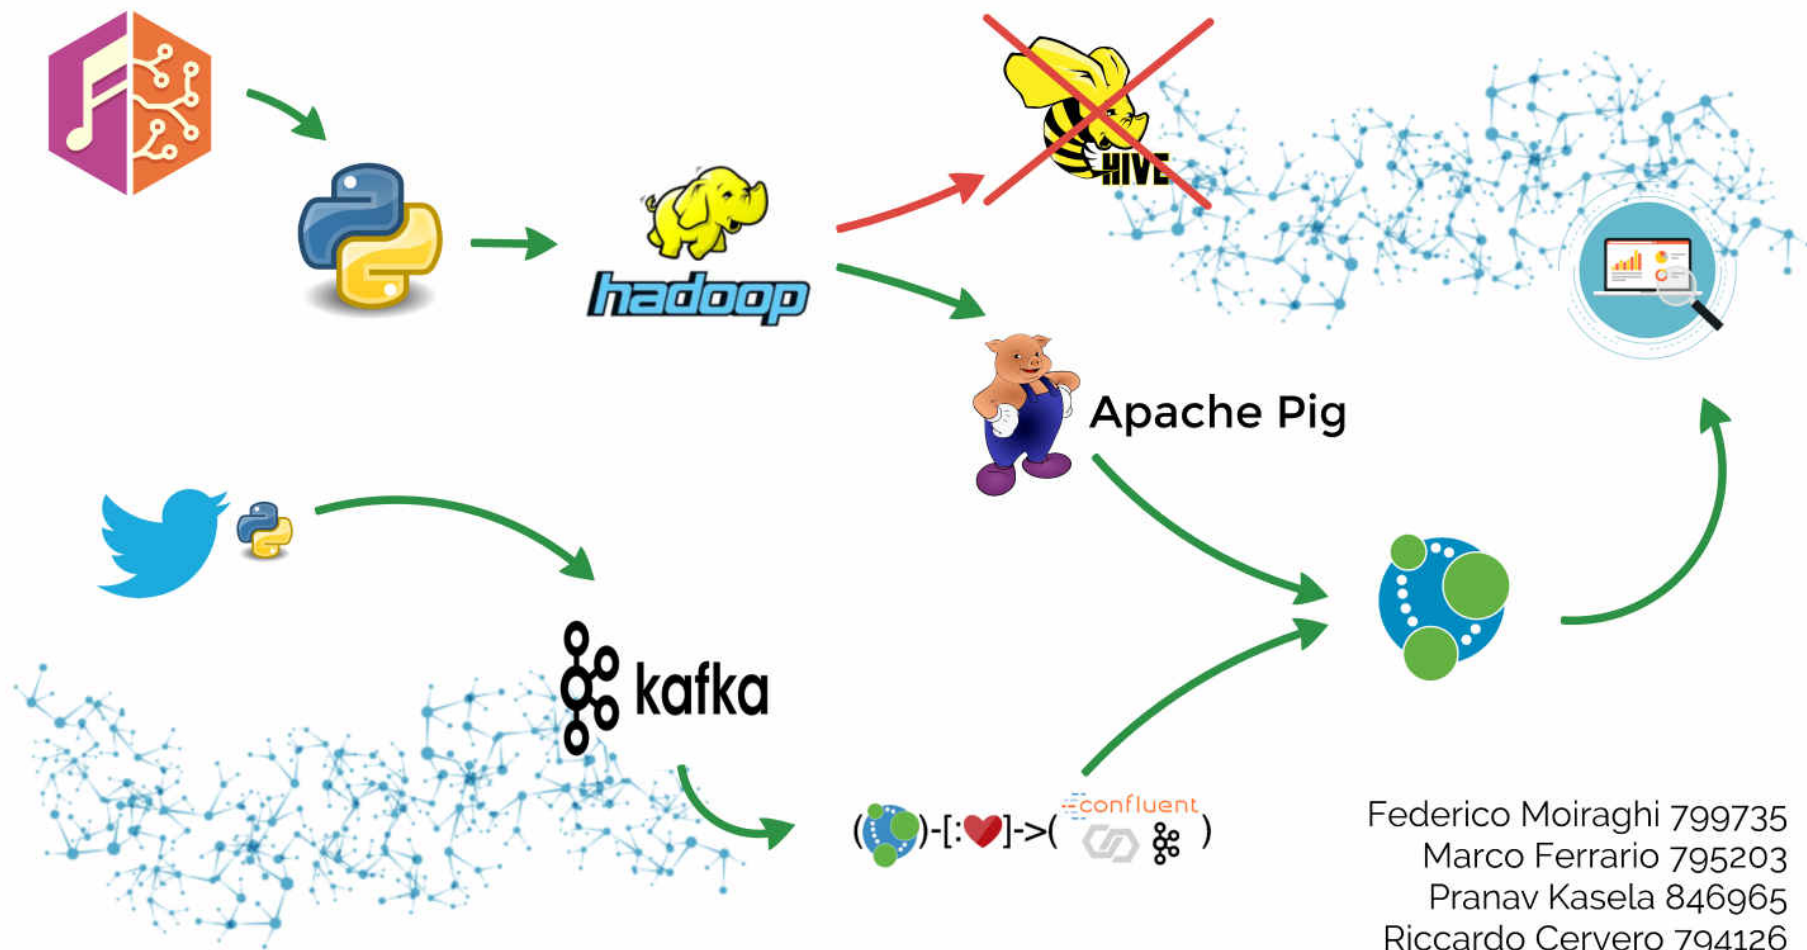 HIVE
hadoop
Apache Pig
kafka
confluent
( )-[: ]->( )
Federico Moiraghi 799735
Marco Ferrario 795203
Pranav Kasela 846965
Riccardo Cervero 794126